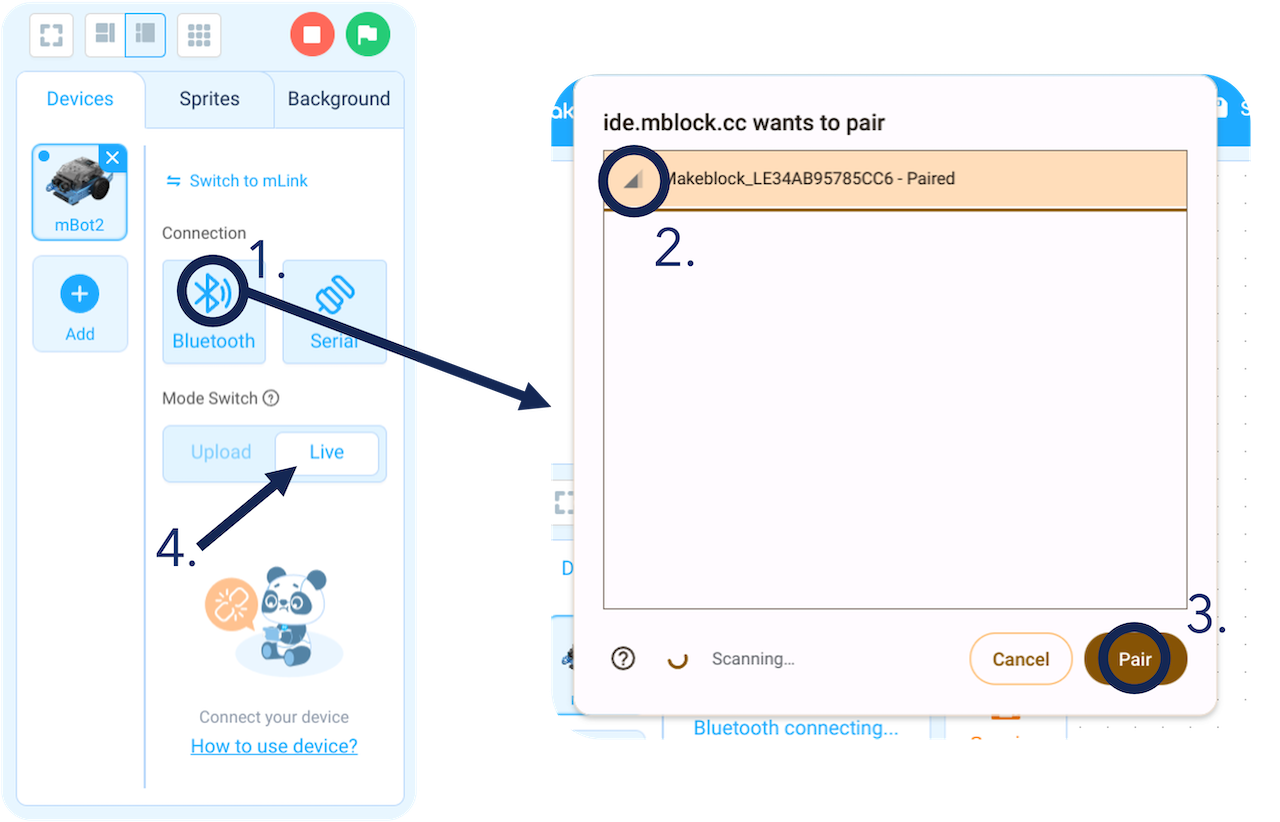 Devices
Sprites
Background
mBot2
Add
Switch to mLink
Connection
1.
Bluetooth
Serial
Mode Switch ?
Upload
Live
4.
Connect your device
How to use device?
ide.mblock.cc wants to pair
Makeblock_LE34AB95785CC6 - Paired
2.
3.
?
Scanning...
Cancel
Pair
Bluetooth connecting...